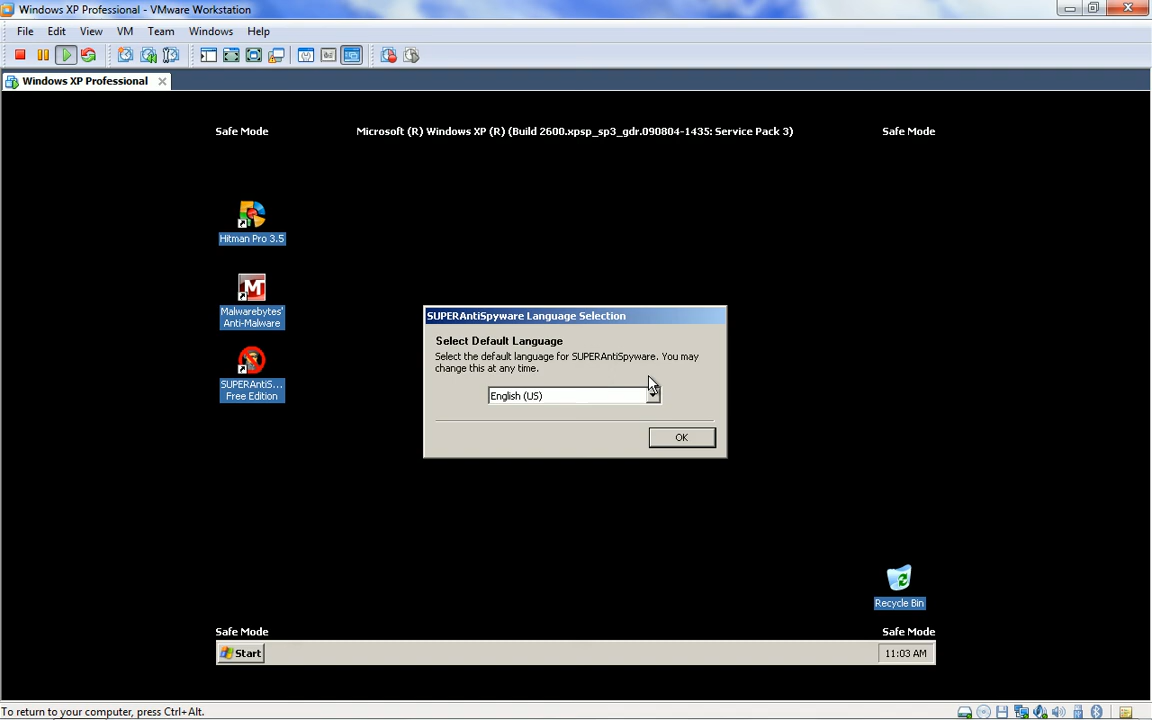 Windows XP Professional - VMware Workstation
File Edit View VM Team Windows Help
Windows XP Professional
Safe Mode Microsoft (R) Windows XP (R) (Build 2600.xpsp_sp3_gdr.090804-1435: Service Pack 3) Safe Mode
Hitman Pro 3.5
Malwarebytes'
Anti-Malware
SUPERAntiS...
Free Edition
SUPERAntiSpyware Language Selection
Select Default Language
Select the default language for SUPERAntiSpyware. You may
change this at any time.
English (US)
OK
Recycle Bin
Safe Mode Safe Mode
Start 11:03 AM
To return to your computer, press Ctrl+Alt.